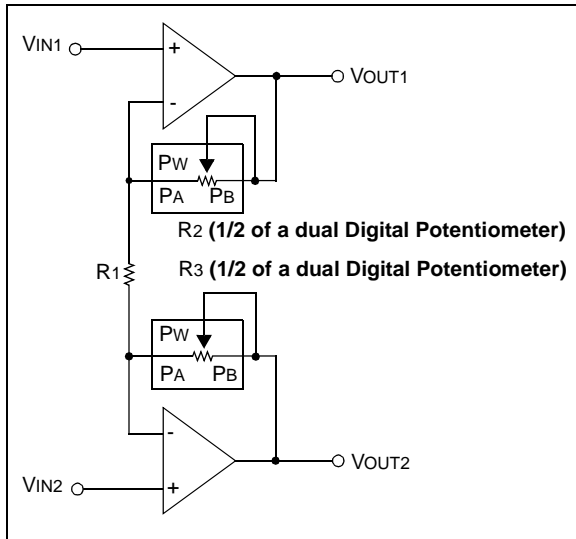 VIN1
+
VOUT1
-
PW
PA
PB
R2 (1/2 of a dual Digital Potentiometer)
R1
R3 (1/2 of a dual Digital Potentiometer)
PW
PA
PB
-
VOUT2
VIN2
+